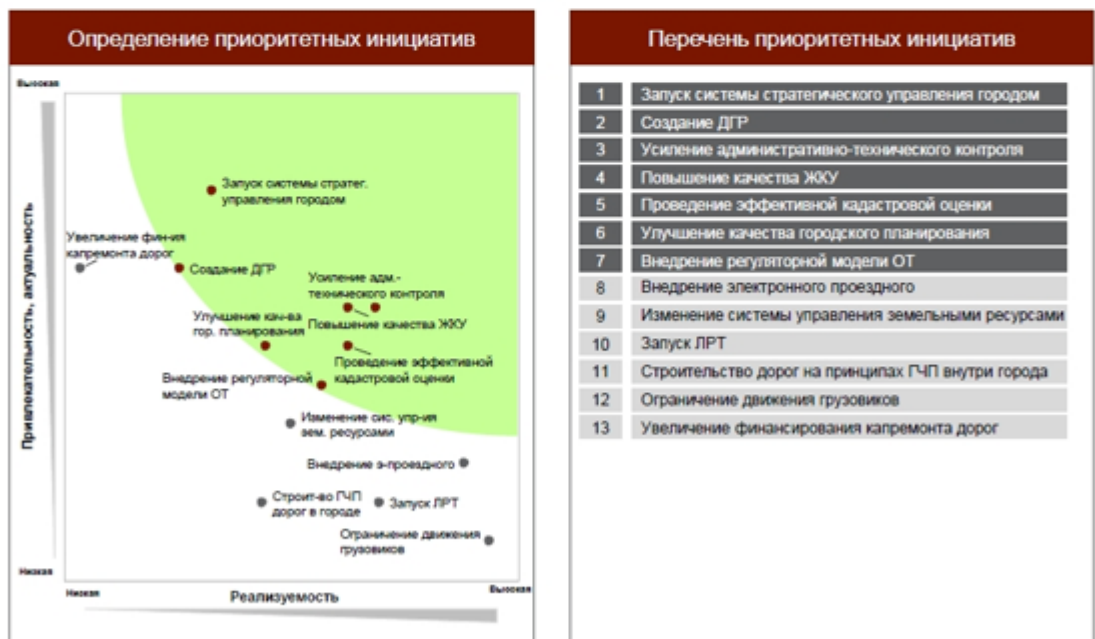 Определение приоритетных инициатив
Высокая
Привлекательность, актуальность
Запуск системы стратег.
управления городом
Увеличение фин-ия
капремонта дорог
Создание ДГР
Усиление адм.-
технического контроля
Улучшение кач-ва
гор. планирования
Повышение качества ЖКУ
Проведение эффективной
кадастровой оценки
Внедрение регуляторной
модели ОТ
Изменение сис. упр-ия
зем. ресурсами
Внедрение э-проездного
Строит-во ГЧП
дорог в городе
Запуск ЛРТ
Ограничение движения
грузовиков
Низкая
Низкая
Реализуемость
Высокая
Перечень приоритетных инициатив
1 Запуск системы стратегического управления городом
2 Создание ДГР
3 Усиление административно-технического контроля
4 Повышение качества ЖКУ
5 Проведение эффективной кадастровой оценки
6 Улучшение качества городского планирования
7 Внедрение регуляторной модели ОТ
8 Внедрение электронного проездного
9 Изменение системы управления земельными ресурсами
10 Запуск ЛРТ
11 Строительство дорог на принципах ГЧП внутри города
12 Ограничение движения грузовиков
13 Увеличение финансирования капремонта дорог